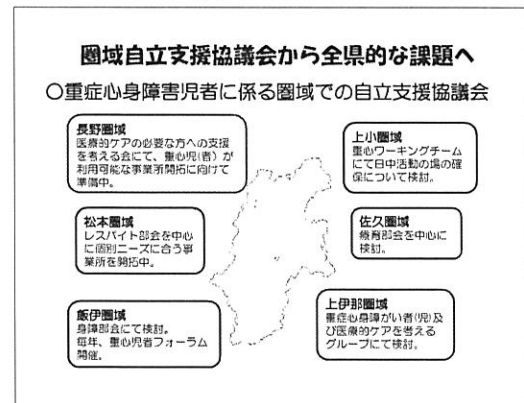 圏域自立支援協議会から全県的な課題へ
○重症心身障害児者に係る圏域での自立支援協議会
長野圏域
医療的ケアの必要な方への支援
を考える会にて、重心児(者)が
利用可能な事業所開拓に向けて
準備中。
上小圏域
重心ワーキングチーム
にて日中活動の場の確
保について検討。
松本圏域
レスパイト部会を中心
に個別ニーズに合う事
業所を開拓中。
佐久圏域
療育部会を中心に
検討。
飯伊圏域
身障部会にて検討。
毎年、重心児者フォーラム
開催。
上伊那圏域
重症心身障がい者(児)及
び医療的ケアを考える
グループにて検討。